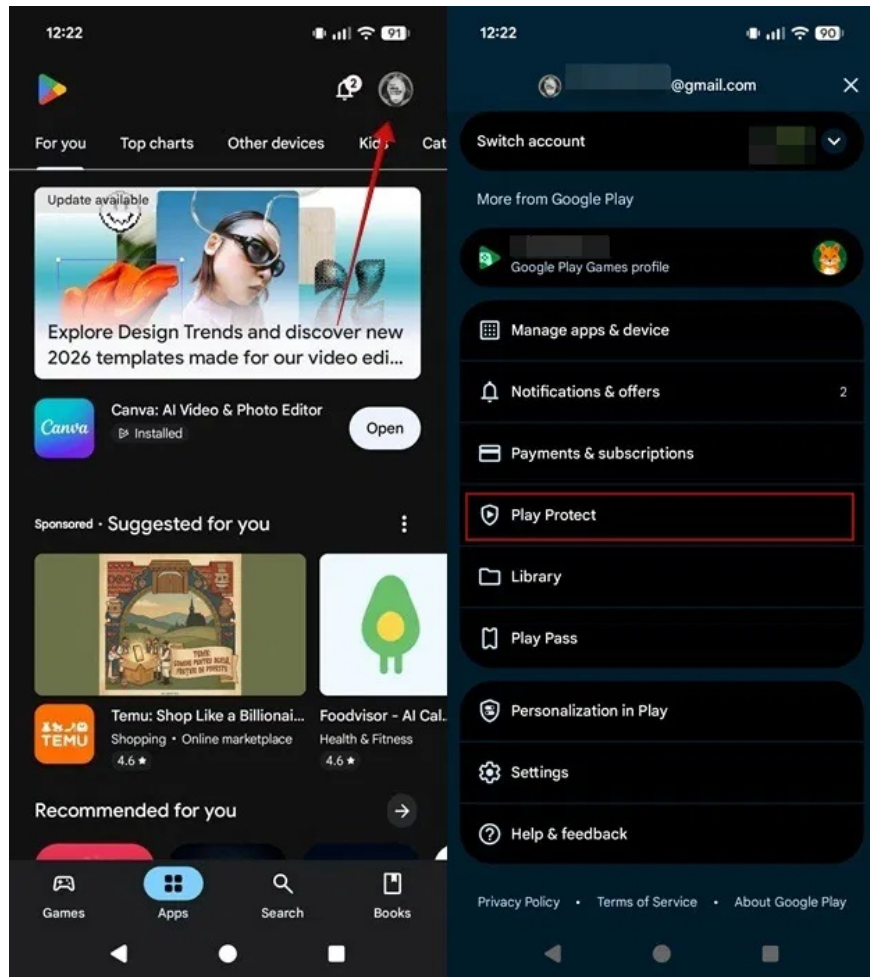 12:22
91
2
For you Top charts Other devices Kids Cat
Update available
Explore Design Trends and discover new
2026 templates made for our video edi...
Canva
Canva: AI Video & Photo Editor
Installed
Open
Sponsored · Suggested for you
TEMU
Temu: Shop Like a Billionai...
Shopping • Online marketplace
4.6 ★
Foodvisor - AI Cal..
Health & Fitness
4.6 ★
Recommended for you
Games Apps Search Books
12:22
90
@gmail.com
Switch account
More from Google Play
Google Play Games profile
Manage apps & device
Notifications & offers 2
Payments & subscriptions
Play Protect
Library
Play Pass
Personalization in Play
Settings
Help & feedback
Privacy Policy • Terms of Service • About Google Play